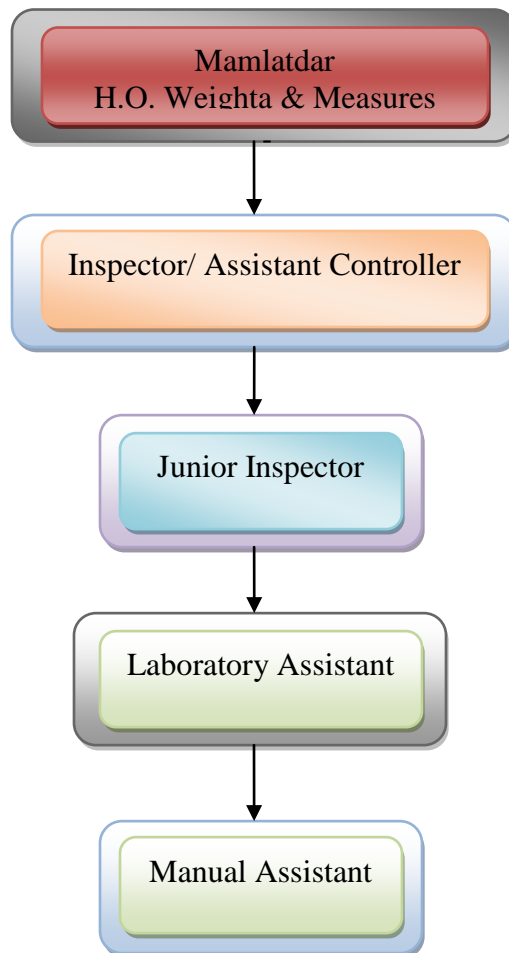 Mamlatdar
H.O. Weighta & Measures
Inspector/ Assistant Controller
Junior Inspector
Laboratory Assistant
Manual Assistant